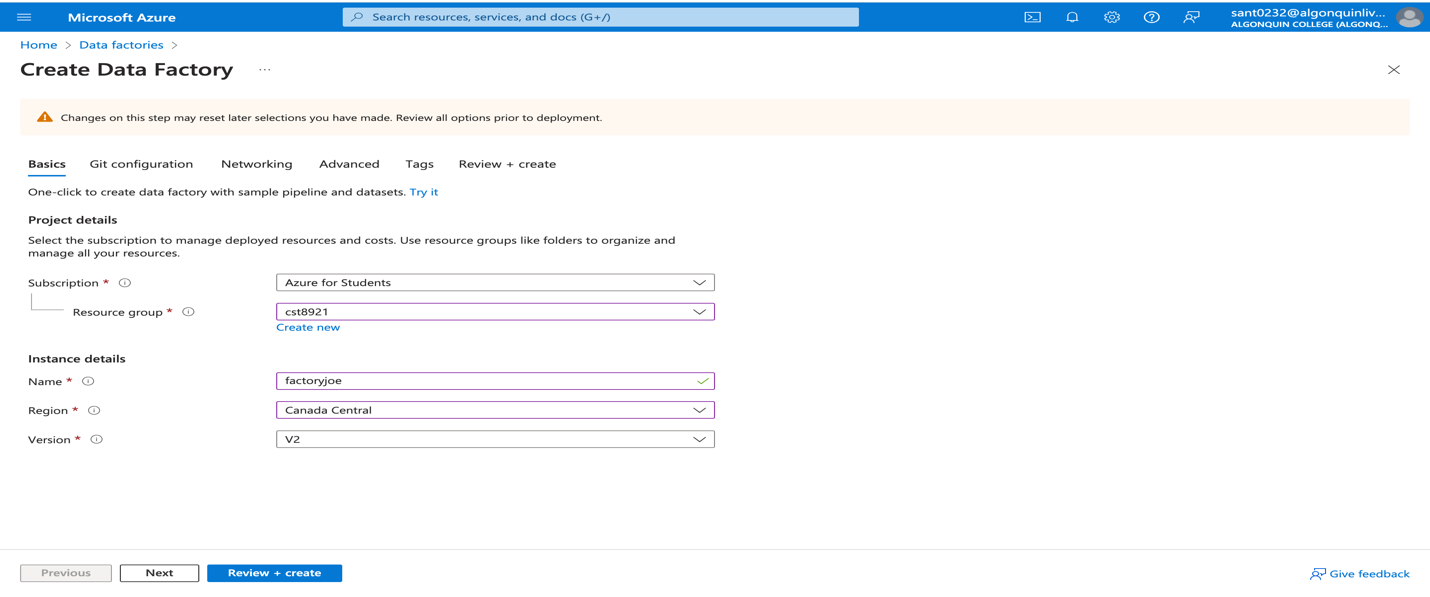 Microsoft Azure
Search resources, services, and docs (G+/)
sant0232@algonquinliv...
ALGONQUIN COLLEGE (ALGONQ...
Home > Data factories >
Create Data Factory ...
Changes on this step may reset later selections you have made. Review all options prior to deployment.
Basics Git configuration Networking Advanced Tags Review + create
One-click to create data factory with sample pipeline and datasets. Try it
Project details
Select the subscription to manage deployed resources and costs. Use resource groups like folders to organize and
manage all your resources.
Subscription * Azure for Students
Resource group * cst8921
Create new
Instance details
Name * factoryjoe
Region * Canada Central
Version * V2
Previous Next Review + create Give feedback